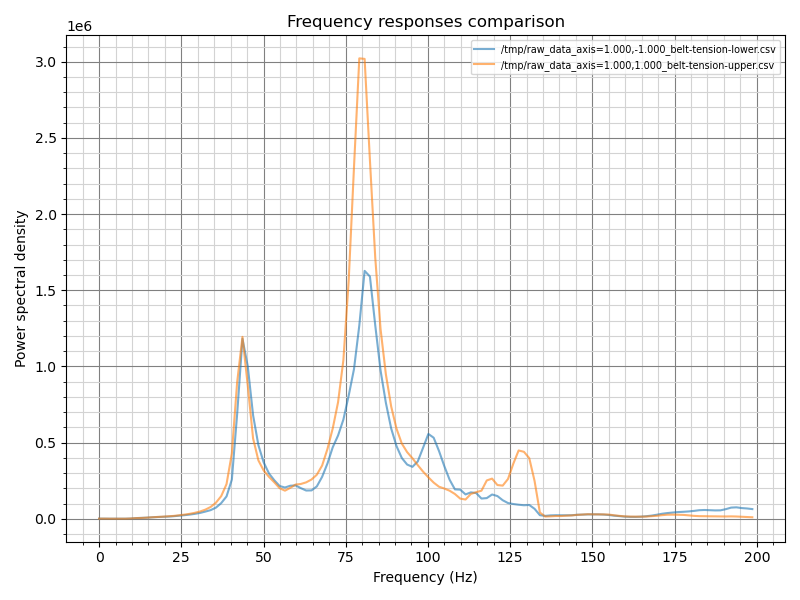 Frequency responses comparison
1e6
/tmp/raw_data_axis=1.000,-1.000_belt-tension-lower.csv
/tmp/raw_data_axis=1.000,1.000_belt-tension-upper.csv
3.0
2.5
2.0
1.5
1.0
0.5
0.0
Power spectral density
0 25 50 75 100 125 150 175 200
Frequency (Hz)